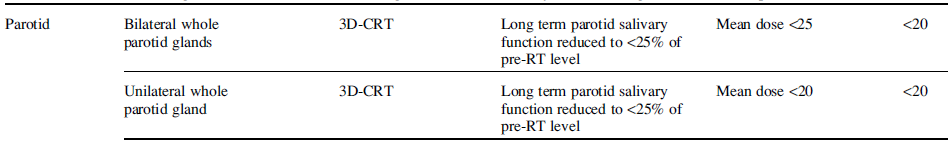 Parotid Bilateral whole 3D-CRT Long term parotid salivary Mean dose <25 <20
parotid glands function reduced to <25% of
pre-RT level
Unilateral whole 3D-CRT Long term parotid salivary Mean dose <20 <20
parotid gland function reduced to <25% of
pre-RT level